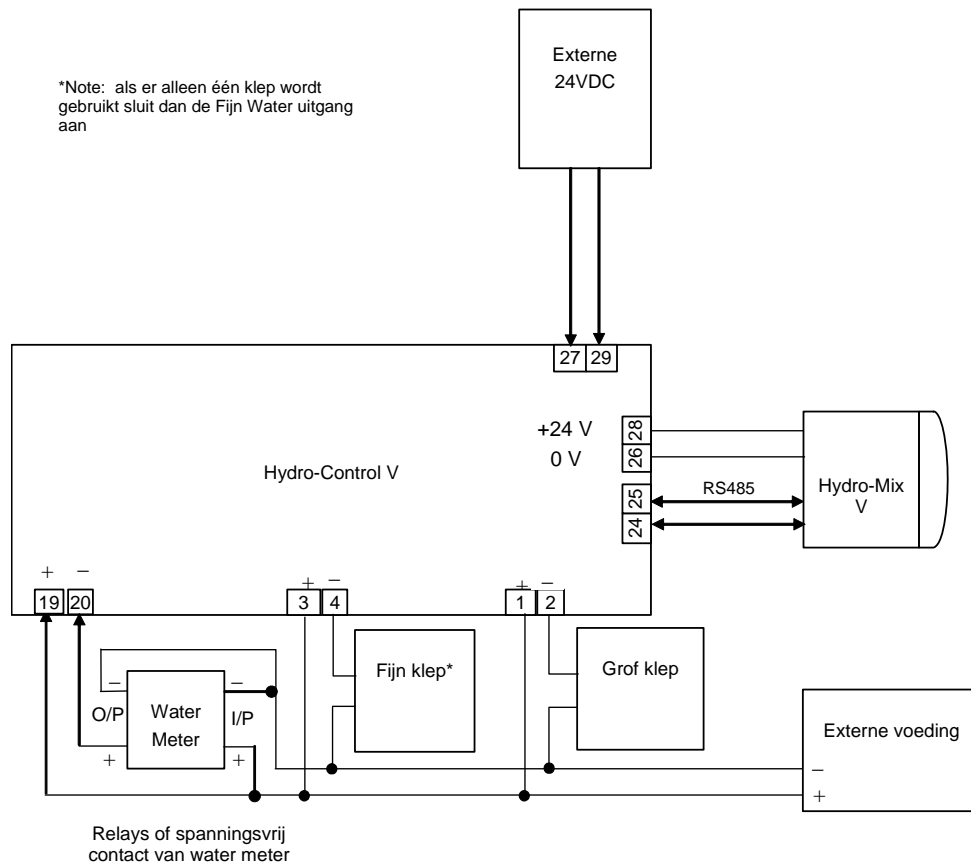 Externe
24VDC
*Note: als er alleen één klep wordt
gebruikt sluit dan de Fijn Water uitgang
aan
27 29
+24 V 28
0 V 26
Hydro-Control V
25 RS485
24
Hydro-Mix
V
+ − + − + −
19 20 3 4 1 2
Fijn klep*
Grof klep
− −
O/P Water I/P
Meter
+ +
Externe voeding
−
+
Relays of spanningsvrij
contact van water meter